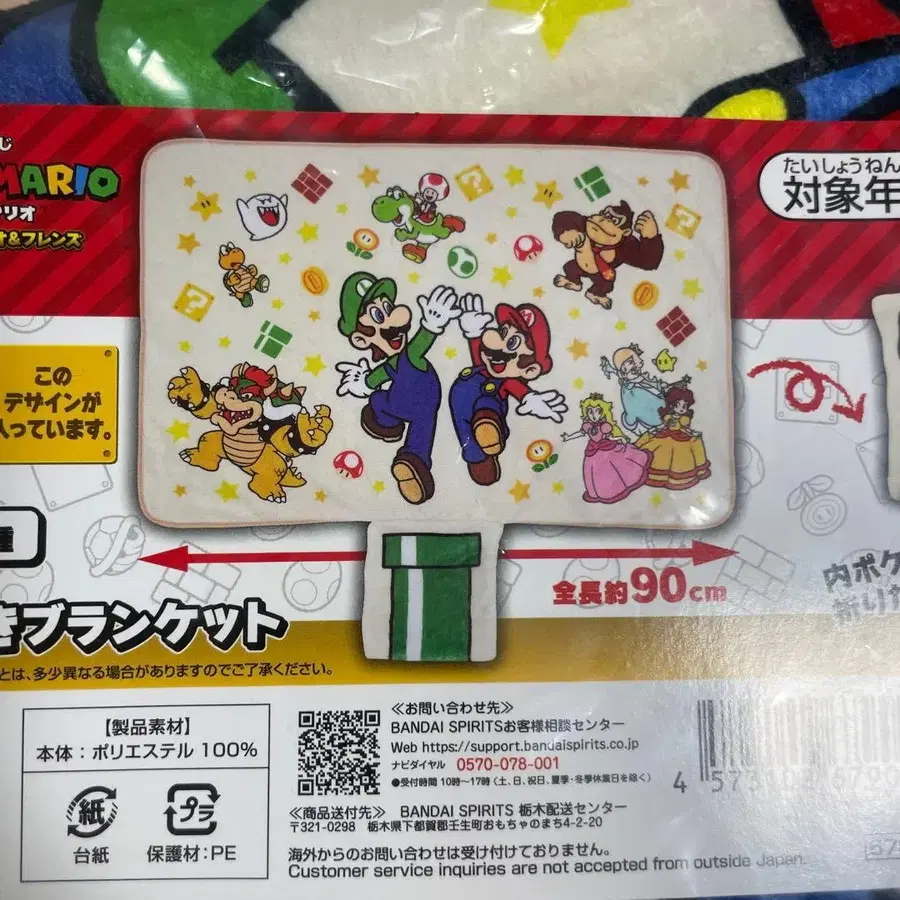 じ
MARIO
リオ
オ&フレンズ
たいしょうねん
対象年
この
デザインが
入っています。
種
全長約90cm
内ポケ
折りた
きブランケット
とは、多少異なる場合がありますのでご了承ください。
【製品素材】
本体：ポリエステル 100%
紙
台紙
プラ
保護材：PE
≪お問い合わせ先≫
BANDAI SPIRITSお客様相談センター
Web https://support.bandaispirits.co.jp
ナビダイヤル 0570-078-001
●受付時間 10時〜17時（土、日、祝日、夏季・冬季休業日を除く）
≪商品送付先≫ BANDAI SPIRITS 栃木配送センター
〒321-0298 栃木県下都賀郡壬生町おもちゃのまち4-2-20
海外からのお問い合わせは受け付けておりません。
Customer service inquiries are not accepted from outside Japan.